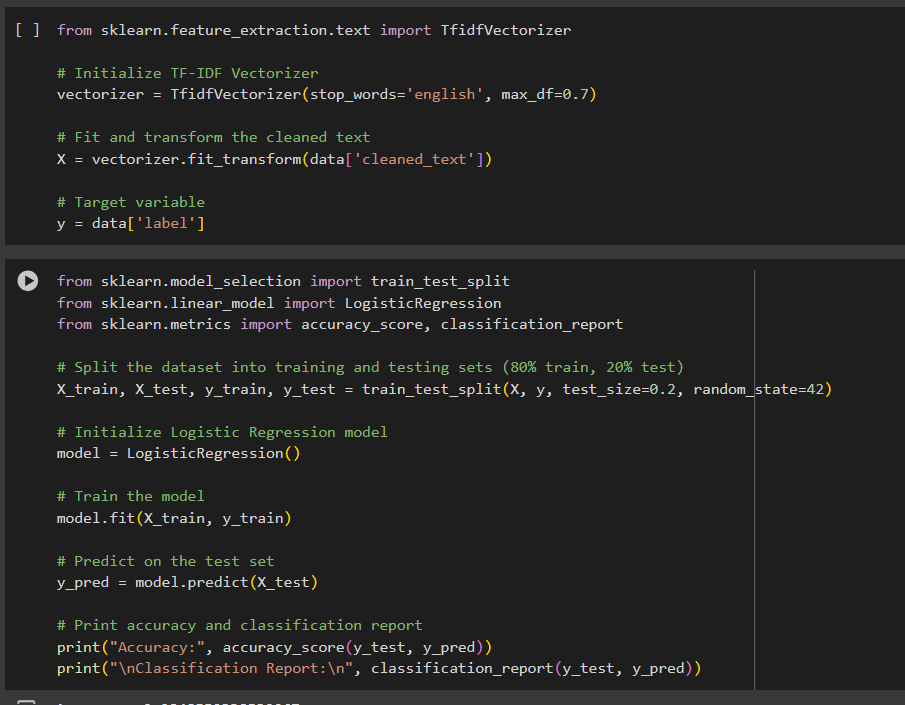 [ ] from sklearn.feature_extraction.text import TfidfVectorizer
# Initialize TF-IDF Vectorizer
vectorizer = TfidfVectorizer(stop_words='english', max_df=0.7)
# Fit and transform the cleaned text
X = vectorizer.fit_transform(data['cleaned_text'])
# Target variable
y = data['label']
from sklearn.model_selection import train_test_split
from sklearn.linear_model import LogisticRegression
from sklearn.metrics import accuracy_score, classification_report
# Split the dataset into training and testing sets (80% train, 20% test)
X_train, X_test, y_train, y_test = train_test_split(X, y, test_size=0.2, random_state=42)
# Initialize Logistic Regression model
model = LogisticRegression()
# Train the model
model.fit(X_train, y_train)
# Predict on the test set
y_pred = model.predict(X_test)
# Print accuracy and classification report
print("Accuracy:", accuracy_score(y_test, y_pred))
print("\nClassification Report:\n", classification_report(y_test, y_pred))